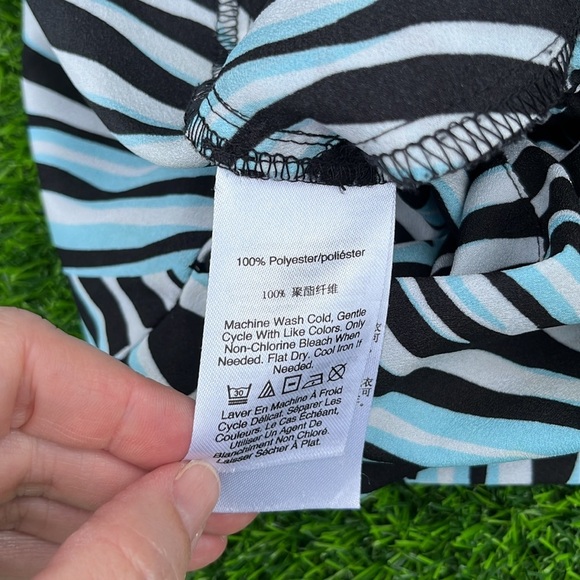 100% Polyester/poliéster
100% 聚酯纤维
Machine Wash Cold, Gentle
Cycle With Like Colors. Only
Non-Chlorine Bleach When
Needed. Flat Dry, Cool Iron If
Needed.
30
Laver En Machine À Froid
Cycle Délicat. Séparer Les
Couleurs. Le Cas Échéant,
Utiliser Un Agent De
Blanchiment Non Chloré.
Laisser Sécher À Plat.